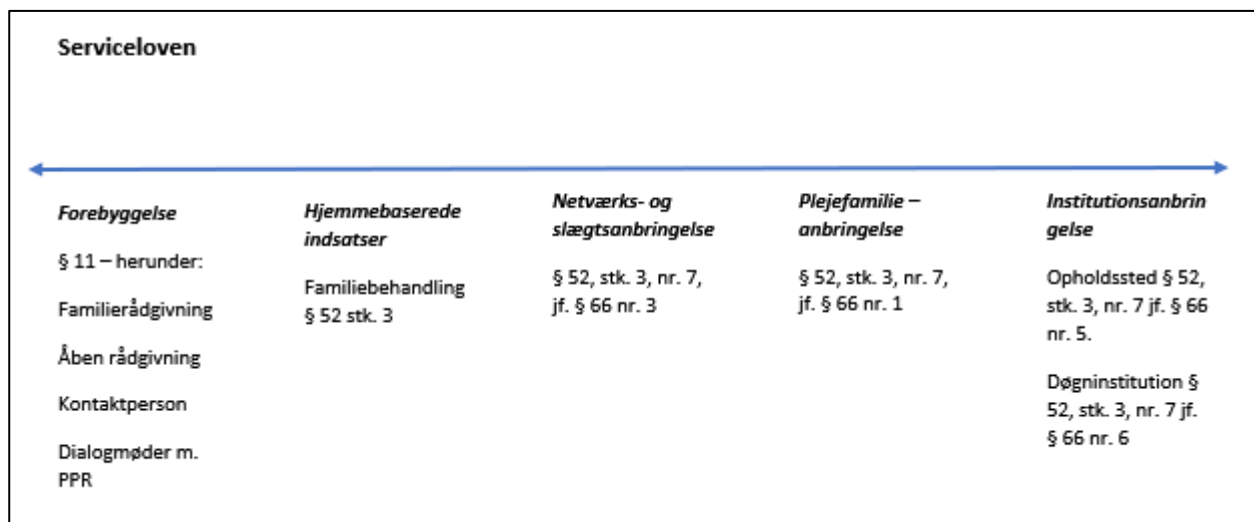 Serviceloven
Forebyggelse
§ 11 – herunder:
Familierådgivning
Åben rådgivning
Kontaktperson
Dialogmøder m.
PPR
Hjemmebaserede
indsatser
Familiebehandling
§ 52 stk. 3
Netværks- og
slægtsanbringelse
§ 52, stk. 3, nr. 7,
jf. § 66 nr. 3
Plejefamilie –
anbringelse
§ 52, stk. 3, nr. 7,
jf. § 66 nr. 1
Institutionsanbrin
gelse
Opholdssted § 52,
stk. 3, nr. 7 jf. § 66
nr. 5.
Døgninstitution §
52, stk. 3, nr. 7 jf.
§ 66 nr. 6